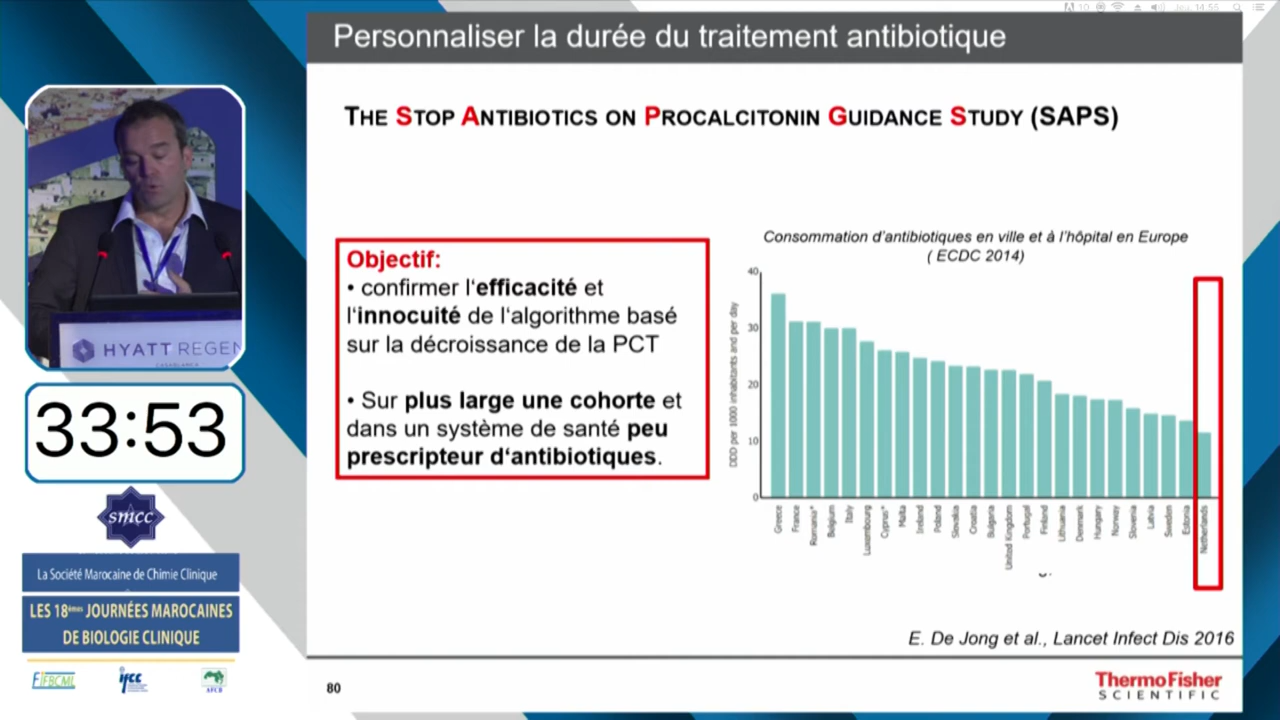 Personnaliser la durée du traitement antibiotique
THE STOP ANTIBIOTICS ON PROCALCITONIN GUIDANCE STUDY (SAPS)
Objectif:
• confirmer l'efficacité et
l'innocuité de l'algorithme basé
sur la décroissance de la PCT
• Sur plus large une cohorte et
dans un système de santé peu
prescripteur d'antibiotiques.
Consommation d'antibiotiques en ville et à l'hôpital en Europe
( ECDC 2014)
DDD per 1000 inhabitants and per day
40
30
20
10
0
Greece
France
Romania*
Belgium
Italy
Luxembourg
Cyprus*
Malta
Ireland
Poland
Slovakia
Croatia
Bulgaria
United Kingdom
Portugal
Finland
Lithuania
Denmark
Hungary
Norway
Slovenia
Latvia
Sweden
Estonia
Netherlands
E. De Jong et al., Lancet Infect Dis 2016
80
ThermoFisher
SCIENTIFIC
HYATT REGEN
CASABLANCA
33:53
smcc
La Société Marocaine de Chimie Clinique
LES 18èmes JOURNÉES MAROCAINES
DE BIOLOGIE CLINIQUE
ifcc
AFCB